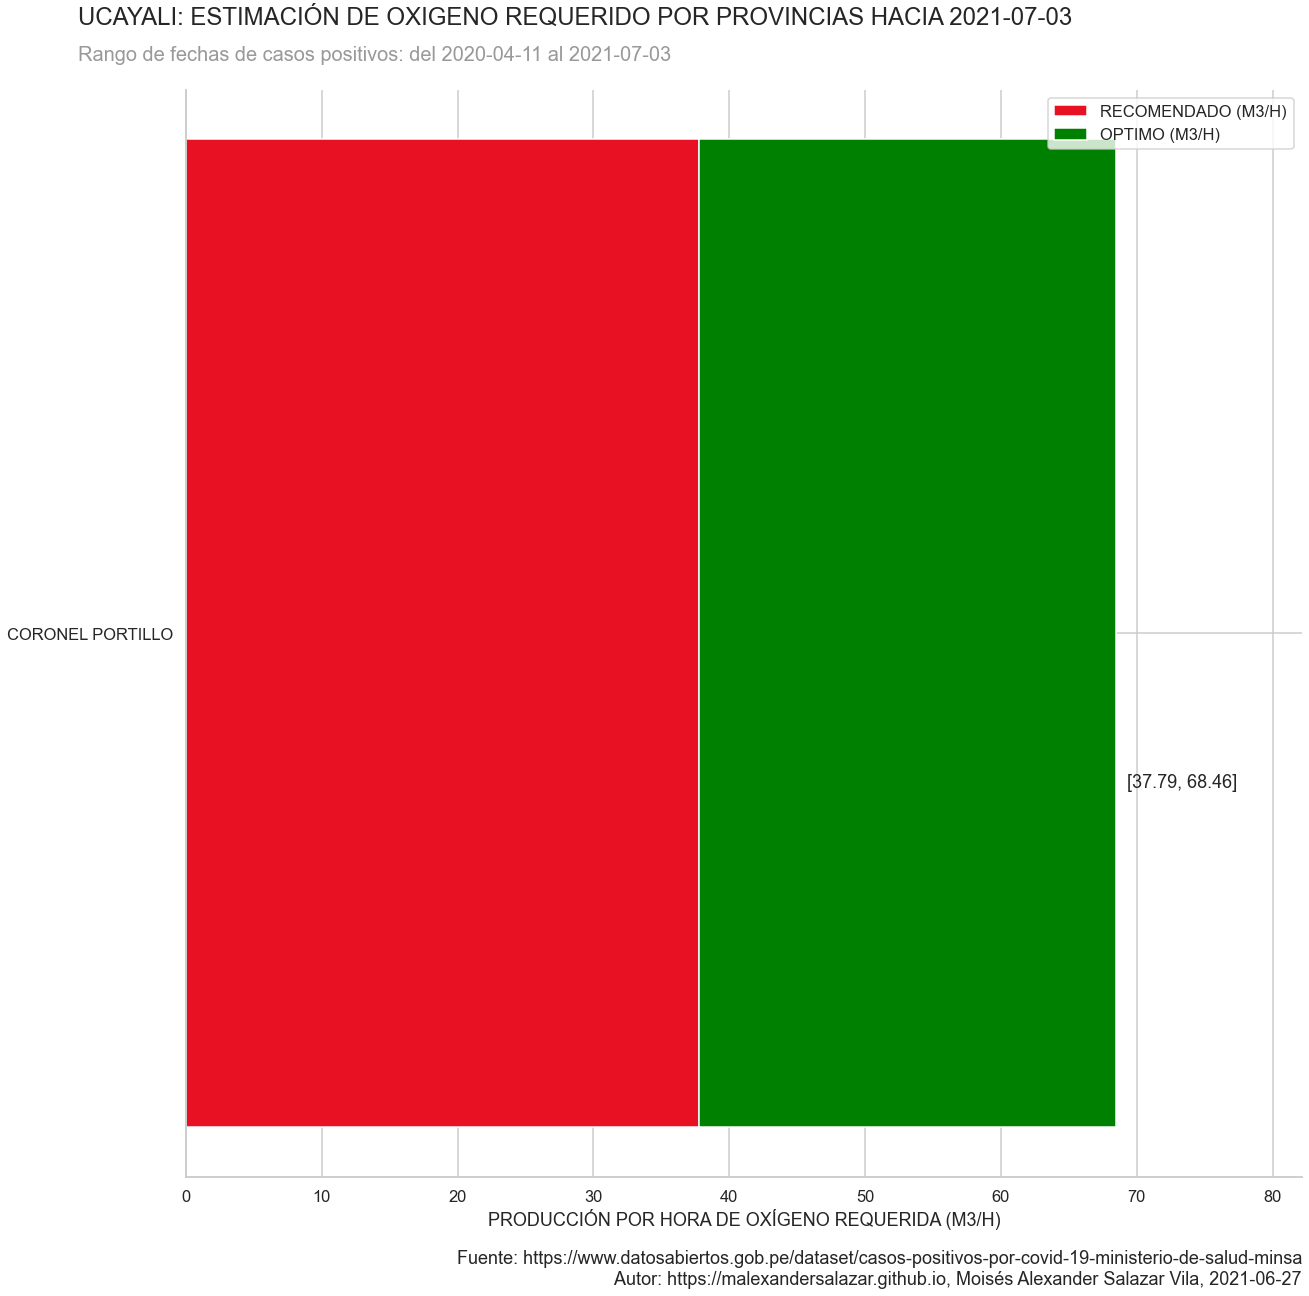 UCAYALI: ESTIMACIÓN DE OXIGENO REQUERIDO POR PROVINCIAS HACIA 2021-07-03
Rango de fechas de casos positivos: del 2020-04-11 al 2021-07-03
RECOMENDADO (M3/H)
OPTIMO (M3/H)
CORONEL PORTILLO
[37.79, 68.46]
0 10 20 30 40 50 60 70 80
PRODUCCIÓN POR HORA DE OXÍGENO REQUERIDA (M3/H)
Fuente: https://www.datosabiertos.gob.pe/dataset/casos-positivos-por-covid-19-ministerio-de-salud-minsa
Autor: https://malexandersalazar.github.io, Moisés Alexander Salazar Vila, 2021-06-27